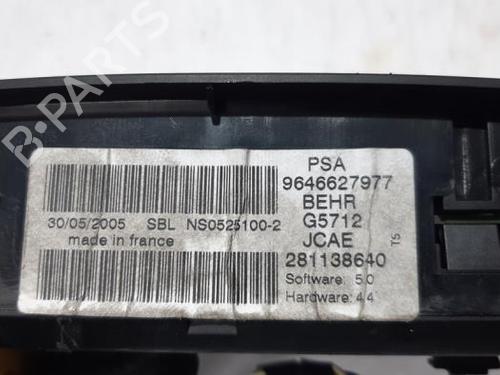 B-PARTS
PSA
9646627977
BEHR
G5712
JCAE
281138640
Software: 5.0
Hardware: 4.4
T5
30/05/2005 SBL NS0525100-2
made in france